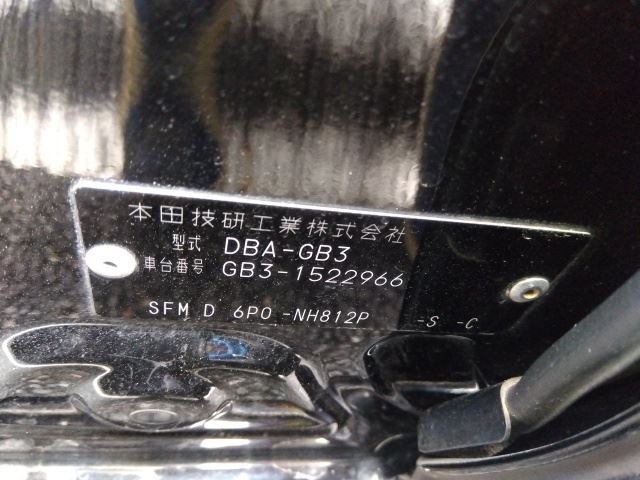 本田技研工業株式会社
型式 DBA-GB3
車台番号 GB3-1522966
SFM D 6P0 -NH812P -S -C